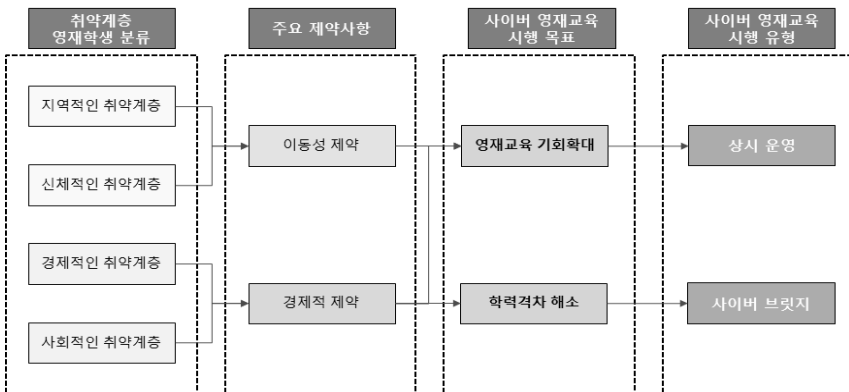 취약계층
영재학생 분류
주요 제약사항
사이버 영재교육
시행 목표
사이버 영재교육
시행 유형
지역적인 취약계층
신체적인 취약계층
경제적인 취약계층
사회적인 취약계층
이동성 제약
경제적 제약
영재교육 기회확대
학력격차 해소
상시 운영
사이버 브릿지